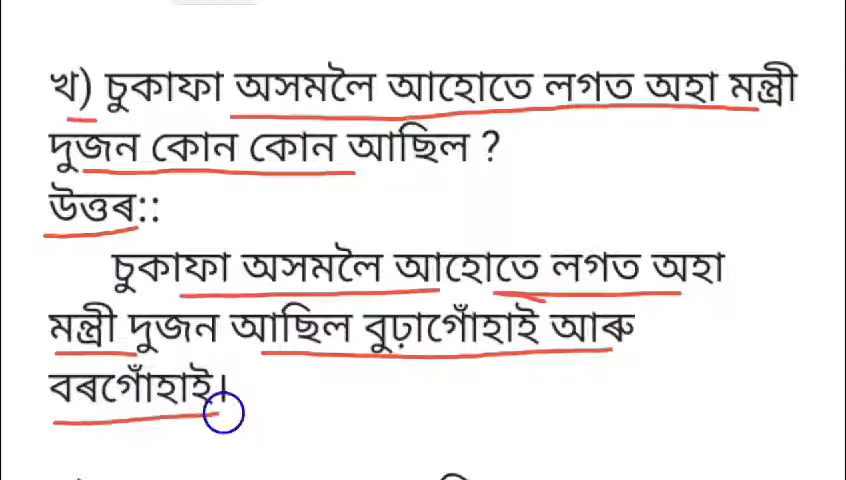 খ) চুকাফা অসমলৈ আহোতে লগত অহা মন্ত্ৰী
দুজন কোন কোন আছিল ?
উত্তৰ::
চুকাফা অসমলৈ আহোতে লগত অহা
মন্ত্ৰী দুজন আছিল বুঢ়াগোঁহাই আৰু
বৰগোঁহাই।